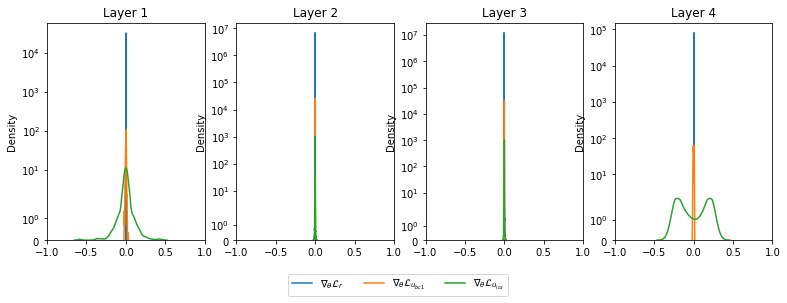 Layer 1 Layer 2 Layer 3 Layer 4
Density Density Density Density
10⁴ 10³ 10² 10¹ 10⁰ 0
10⁷ 10⁶ 10⁵ 10⁴ 10³ 10² 10¹ 10⁰ 0
10⁷ 10⁶ 10⁵ 10⁴ 10³ 10² 10¹ 10⁰ 0
10⁵ 10⁴ 10³ 10² 10¹ 10⁰ 0
−1.0 −0.5 0.0 0.5 1.0 −1.0 −0.5 0.0 0.5 1.0 −1.0 −0.5 0.0 0.5 1.0 −1.0 −0.5 0.0 0.5 1.0
∇θℒr ∇θℒu_bc1 ∇θℒu_ics